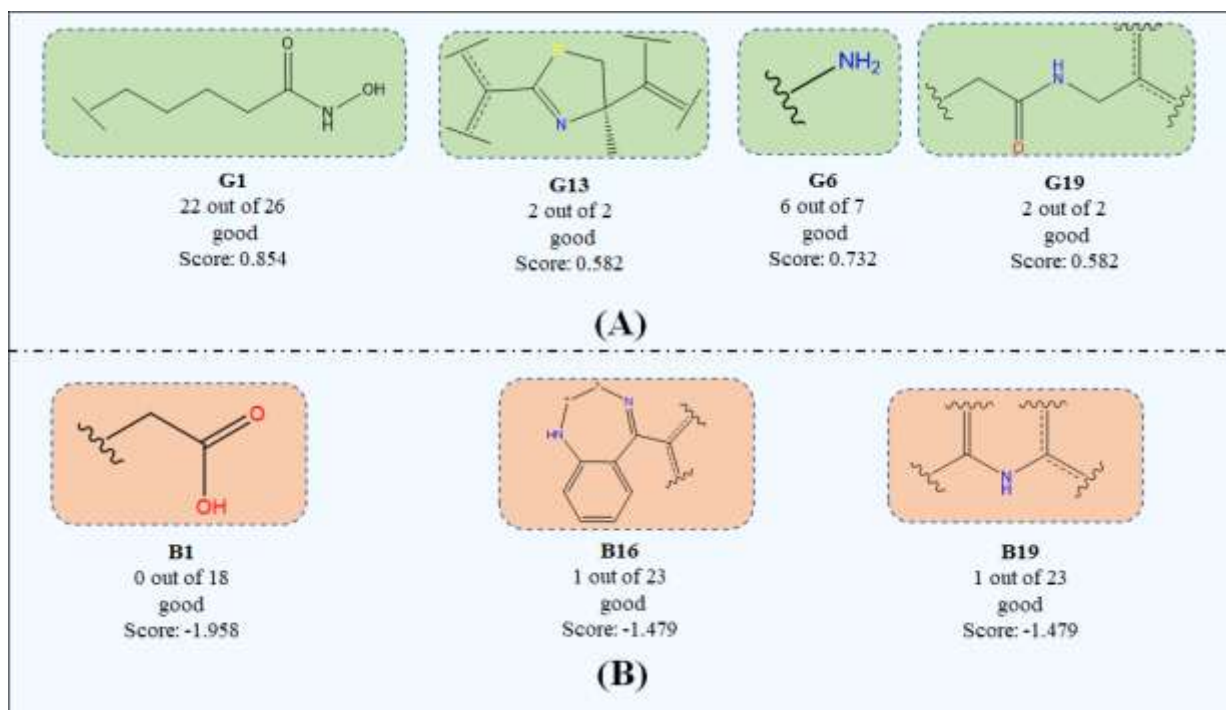 O
OH
N
H
G1
22 out of 26
good
Score: 0.854
S
N
G13
2 out of 2
good
Score: 0.582
NH2
G6
6 out of 7
good
Score: 0.732
H
N
O
G19
2 out of 2
good
Score: 0.582
(A)
O
OH
B1
0 out of 18
good
Score: -1.958
N
HN
B16
1 out of 23
good
Score: -1.479
N
H
B19
1 out of 23
good
Score: -1.479
(B)